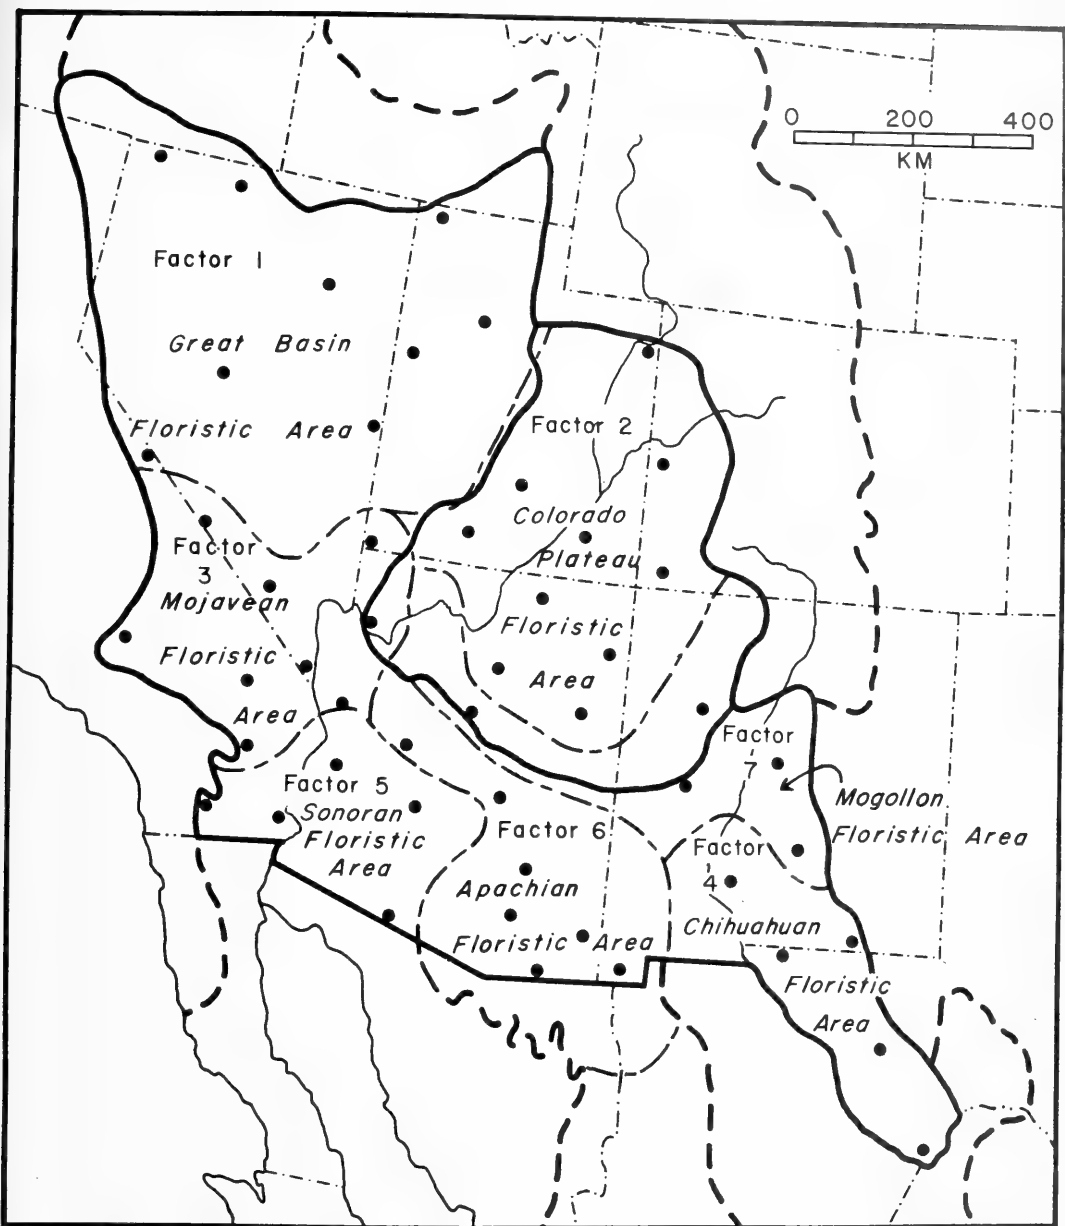 0 200 400
KM
Factor 1
Great Basin
Floristic Area
Factor 2
Colorado
Plateau
Floristic
Area
Factor
3
Mojavean
Floristic
Area
Factor 5
Sonoran
Floristic
Area
Factor 6
Apachian
Floristic Area
Factor
7
Mogollon
Floristic Area
Factor
4
Chihuahuan
Floristic
Area